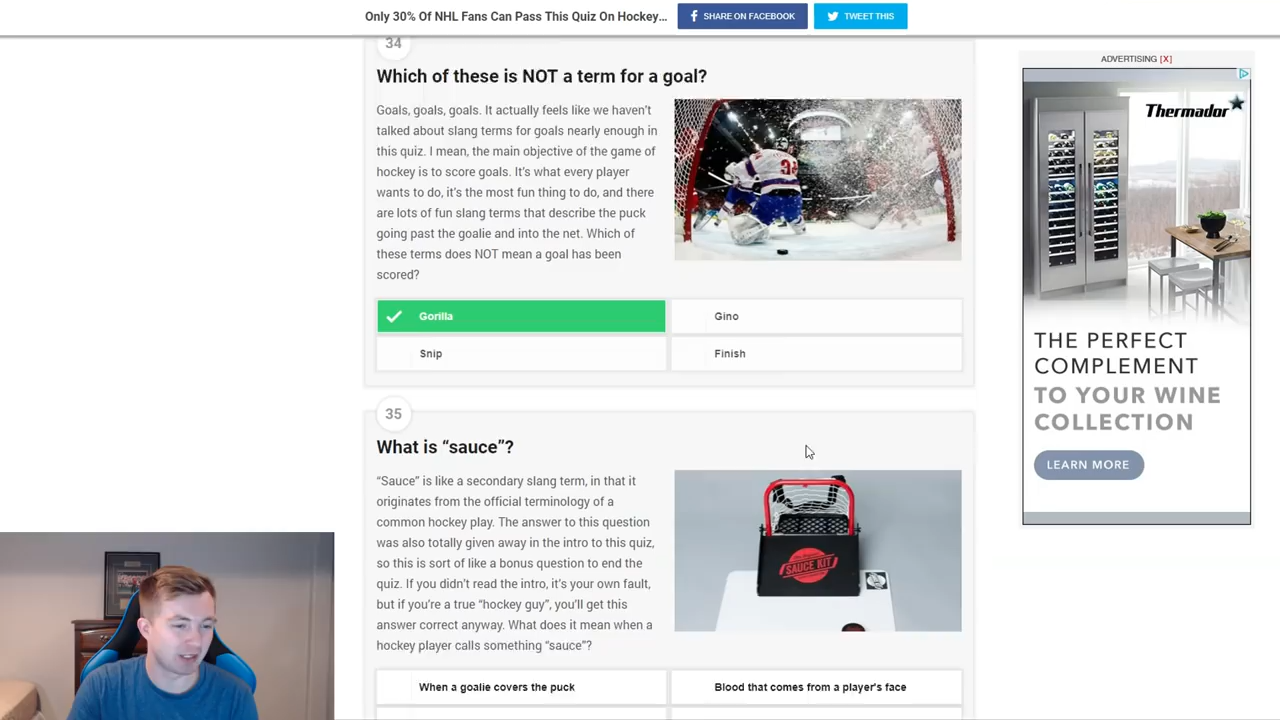 Only 30% Of NHL Fans Can Pass This Quiz On Hockey...
SHARE ON FACEBOOK
TWEET THIS
34
Which of these is NOT a term for a goal?
Goals, goals, goals. It actually feels like we haven't
talked about slang terms for goals nearly enough in
this quiz. I mean, the main objective of the game of
hockey is to score goals. It's what every player
wants to do, it's the most fun thing to do, and there
are lots of fun slang terms that describe the puck
going past the goalie and into the net. Which of
these terms does NOT mean a goal has been
scored?
Gorilla
Gino
Snip
Finish
35
What is “sauce”?
“Sauce” is like a secondary slang term, in that it
originates from the official terminology of a
common hockey play. The answer to this question
was also totally given away in the intro to this quiz,
so this is sort of like a bonus question to end the
quiz. If you didn't read the intro, it's your own fault,
but if you're a true “hockey guy”, you'll get this
answer correct anyway. What does it mean when a
hockey player calls something “sauce”?
SAUCE KIT
When a goalie covers the puck
Blood that comes from a player's face
ADVERTISING [X]
Thermador
THE PERFECT
COMPLEMENT
TO YOUR WINE
COLLECTION
LEARN MORE